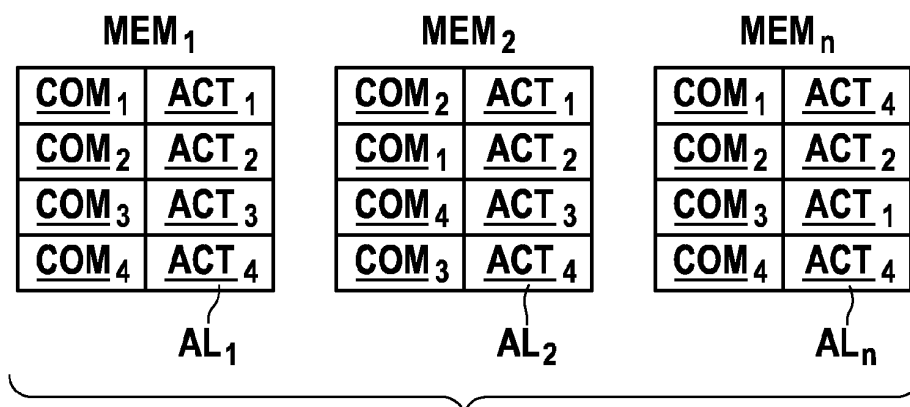 MEM₁ MEM₂ MEMₙ
COM₁ ACT₁ COM₂ ACT₁ COM₁ ACT₄
COM₂ ACT₂ COM₁ ACT₂ COM₂ ACT₂
COM₃ ACT₃ COM₄ ACT₃ COM₃ ACT₁
COM₄ ACT₄ COM₃ ACT₄ COM₄ ACT₄
AL₁ AL₂ ALₙ